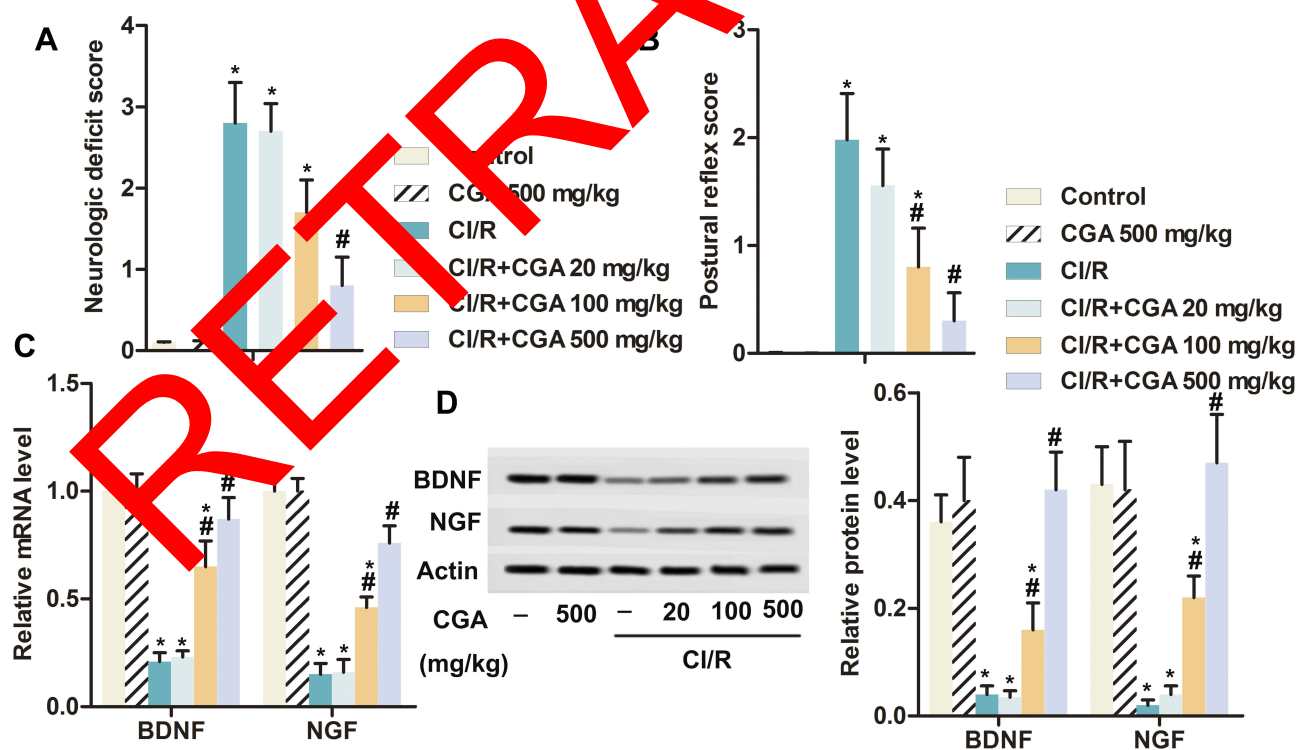 A
Neurologic deficit score
4
3
2
1
0
*
*
*
#
Control
CGA 500 mg/kg
CI/R
CI/R+CGA 20 mg/kg
CI/R+CGA 100 mg/kg
CI/R+CGA 500 mg/kg
B
Postural reflex score
3
2
1
0
*
*
*
#
#
Control
CGA 500 mg/kg
CI/R
CI/R+CGA 20 mg/kg
CI/R+CGA 100 mg/kg
CI/R+CGA 500 mg/kg
C
Relative mRNA level
1.5
1.0
0.5
0.0
*
*
*
#
#
*
*
*
#
#
BDNF
NGF
D
BDNF
NGF
Actin
CGA – 500 – 20 100 500
(mg/kg)
CI/R
Relative protein level
0.6
0.4
0.2
0.0
*
*
*
#
#
*
*
*
#
#
BDNF
NGF
RETRA